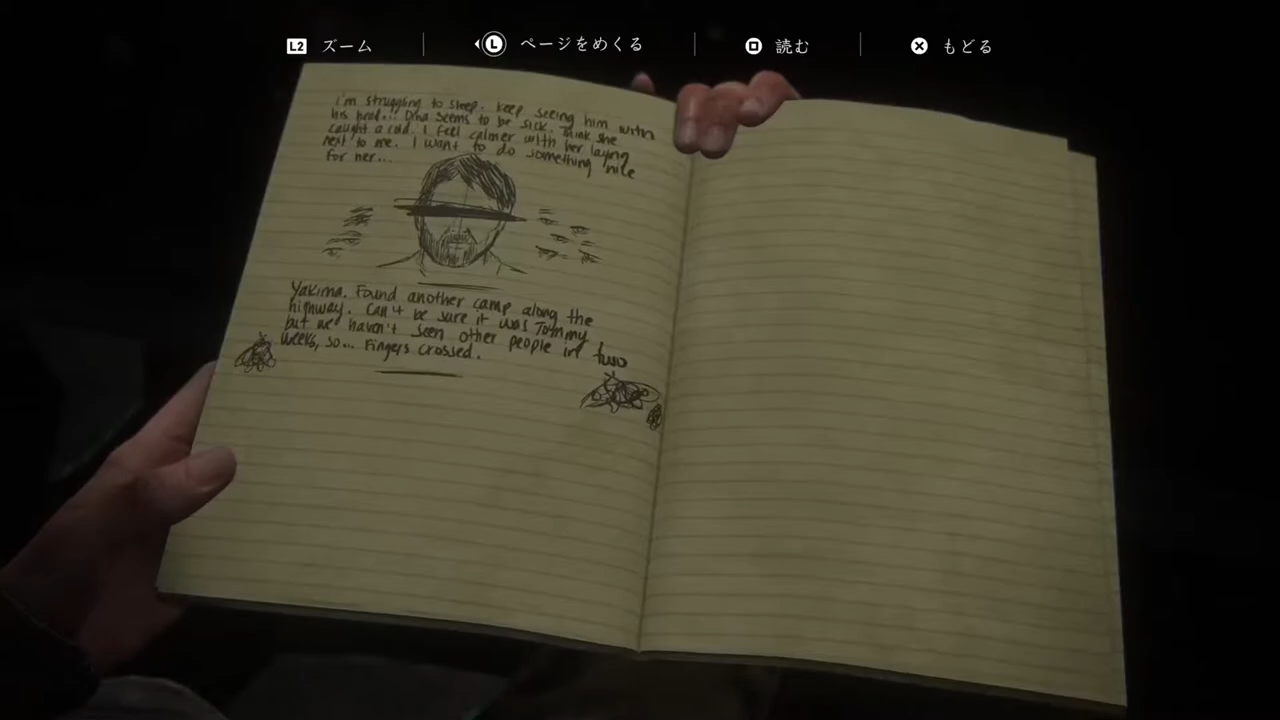 L2 ズーム
L ページをめくる
読む
もどる
i'm struggling to sleep. Keep seeing him with
his head... Dina seems to be sick. Think she
caught a cold. I feel calmer with her laying
next to me. I want to do something nice
for her...
Yakima. Found another camp along the
highway. Can't be sure it was Tommy
but we haven't seen other people in two
weeks, so... Fingers crossed.